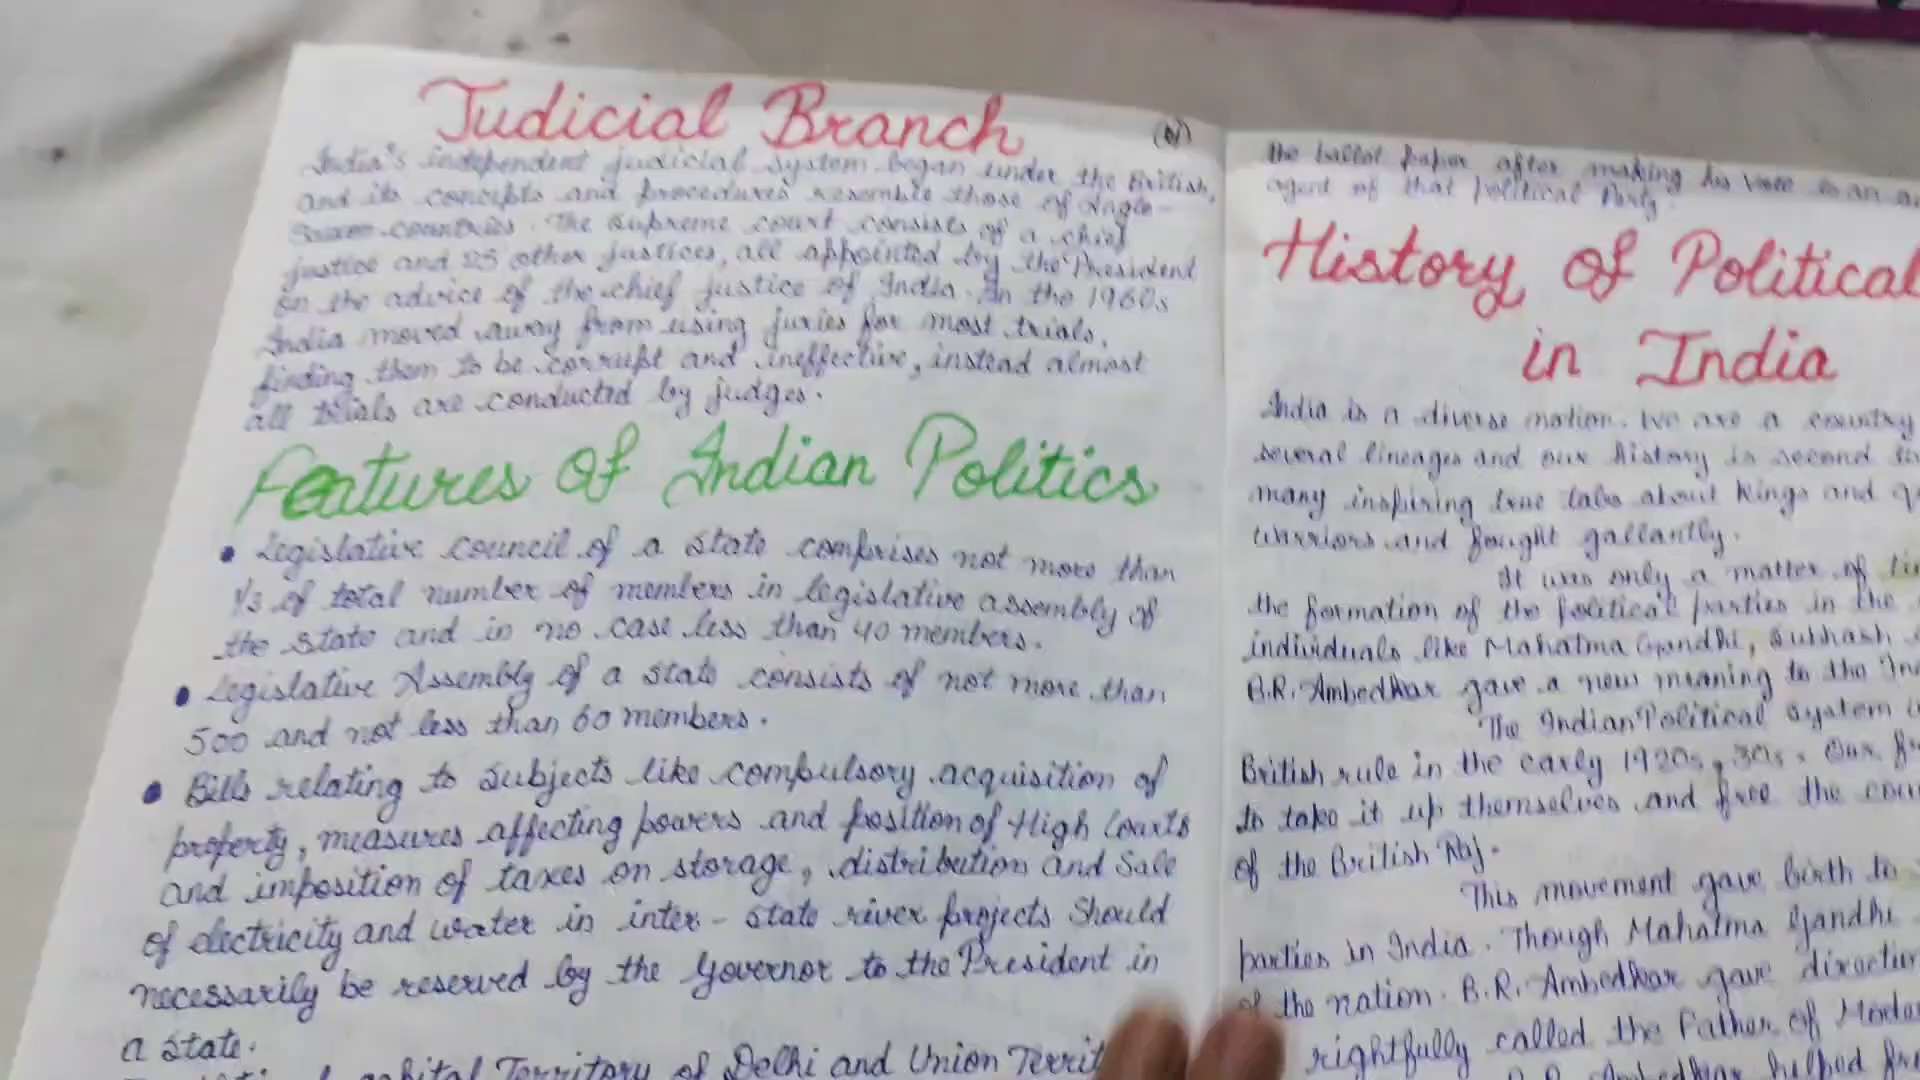 Judicial Branch
India's independent judicial system began under the British,
and its concepts and procedures resemble those of Anglo-
Saxon countries. The supreme court consists of a chief
justice and 25 other justices, all appointed by the President
on the advice of the chief justice of India. In the 1960s
India moved away from using juries for most trials,
finding them to be corrupt and ineffective, instead almost
all trials are conducted by judges.
Features of Indian Politics
• Legislative council of a state comprises not more than
1/3 of total number of members in legislative assembly of
the state and in no case less than 40 members.
• Legislative Assembly of a state consists of not more than
500 and not less than 60 members.
• Bills relating to subjects like compulsory acquisition of
property, measures affecting powers and position of High Courts
and imposition of taxes on storage, distribution and Sale
of electricity and water in inter-state river projects should
necessarily be reserved by the Governor to the President in
a state.
Territory of Delhi and Union
the ballot paper after making his vote to an
agent of that political Party.
History of Political
in India
India is a diverse nation. We are a country
several lineages and our history is second
many inspiring true tales about kings and
warriors and fought gallantly.
It was only a matter of
the formation of the political parties in the
individuals like Mahatma Gandhi, Subhash
B.R. Ambedkar gave a new meaning to the
The Indian Political system
British rule in the early 1920s, 30s. Our
to take it up themselves and free the
of the British Raj.
This movement gave birth to
parties in India. Though Mahatma Gandhi
of the nation. B.R. Ambedkar gave
rightfully called the Father of
Ambedkar helped